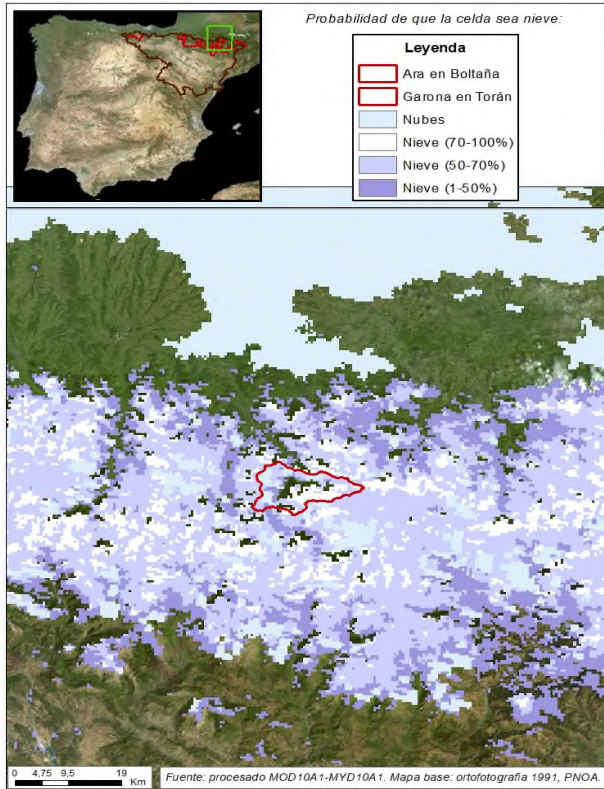 Probabilidad de que la celda sea nieve:
Leyenda
Ara en Boltaña
Garona en Torán
Nubes
Nieve (70-100%)
Nieve (50-70%)
Nieve (1-50%)
0 4,75 9,5 19
Km
Fuente: procesado MOD10A1-MYD10A1. Mapa base: ortofotografía 1991, PNOA.